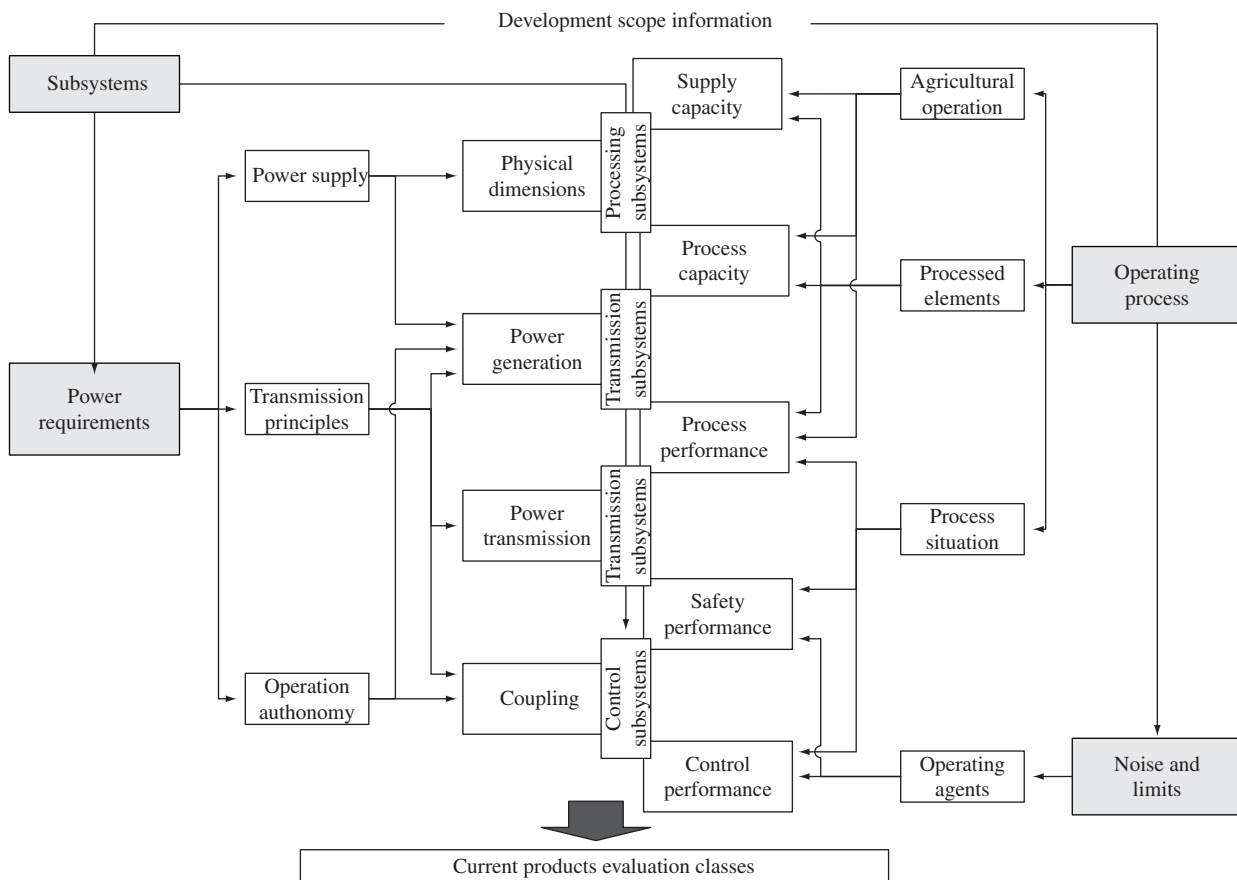 Development scope information
Subsystems
Supply
capacity
Agricultural
operation
Processing
subsystems
Power supply
Physical
dimensions
Process
capacity
Processed
elements
Operating
process
Transmission
subsystems
Power
generation
Power
requirements
Transmission
principles
Process
performance
Transmission
subsystems
Power
transmission
Process
situation
Safety
performance
Control
subsystems
Operation
authonomy
Coupling
Control
performance
Operating
agents
Noise and
limits
Current products evaluation classes